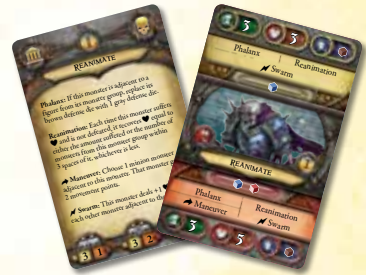 1
REANIMATE
Phalanx: If this monster is adjacent to a
figure from its monster group, replace its
brown defense die with 1 gray defense die.
Reanimation: Each time this monster suffers
and is not defeated, it recovers equal to
either the amount suffered or the number of
monsters from this monster group within
3 spaces of it, whichever is less.
Maneuver: Choose 1 minion monster
adjacent to this monster. That monster g
2 movement points.
Swarm: This monster deals +1
each other monster adjacent to the
3 1 3 2
3 3
Phalanx Reanimation
Swarm
REANIMATE
Phalanx Reanimation
Maneuver Swarm
3 5